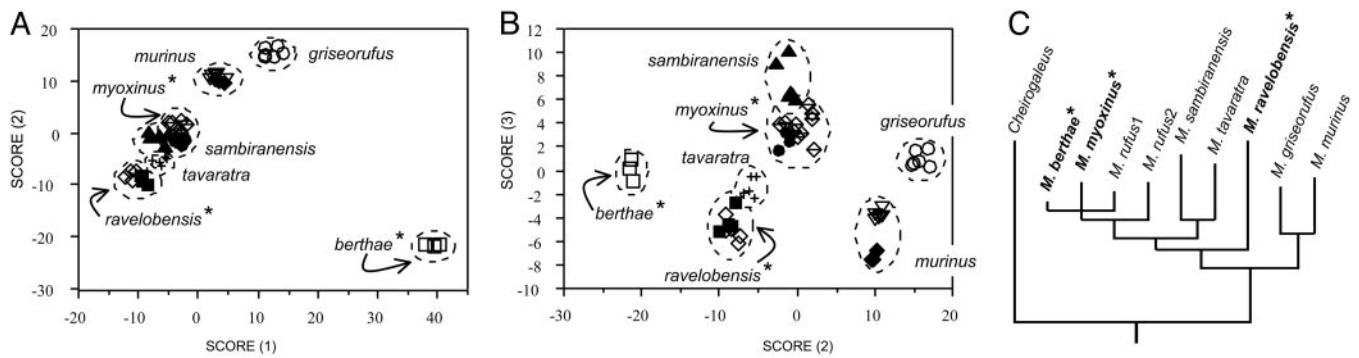 A
SCORE (2)
20
10
0
-10
-20
-30
-20
-10
0
10
20
30
40
SCORE (1)
murinus
griseorufus
myoxinus *
sambiranensis
tavaratra
ravelobensis *
berthae *
B
SCORE (3)
12
10
8
6
4
2
0
-2
-4
-6
-8
-10
-30
-20
-10
0
10
20
SCORE (2)
sambiranensis
myoxinus *
griseorufus
tavaratra
berthae *
ravelobensis *
murinus
C
Cheirogaleus
M. berthae *
M. myoxinus *
M. rufus1
M. rufus2
M. sambiranensis
M. tavaratra
M. ravelobensis *
M. griseorufus
M. murinus